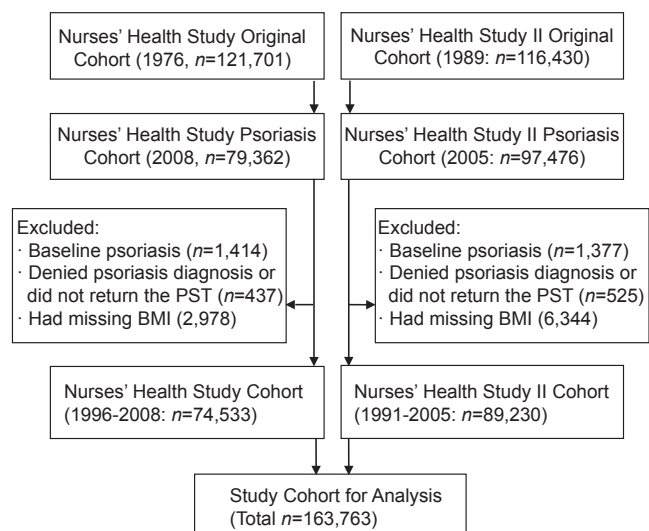 Nurses’ Health Study Original
Cohort (1976, n=121,701)
Nurses’ Health Study II Original
Cohort (1989: n=116,430)
Nurses’ Health Study Psoriasis
Cohort (2008, n=79,362)
Nurses’ Health Study II Psoriasis
Cohort (2005: n=97,476)
Excluded:
· Baseline psoriasis (n=1,414)
· Denied psoriasis diagnosis or
did not return the PST (n=437)
· Had missing BMI (2,978)
Excluded:
· Baseline psoriasis (n=1,377)
· Denied psoriasis diagnosis or
did not return the PST (n=525)
· Had missing BMI (6,344)
Nurses’ Health Study Cohort
(1996-2008: n=74,533)
Nurses’ Health Study II Cohort
(1991-2005: n=89,230)
Study Cohort for Analysis
(Total n=163,763)